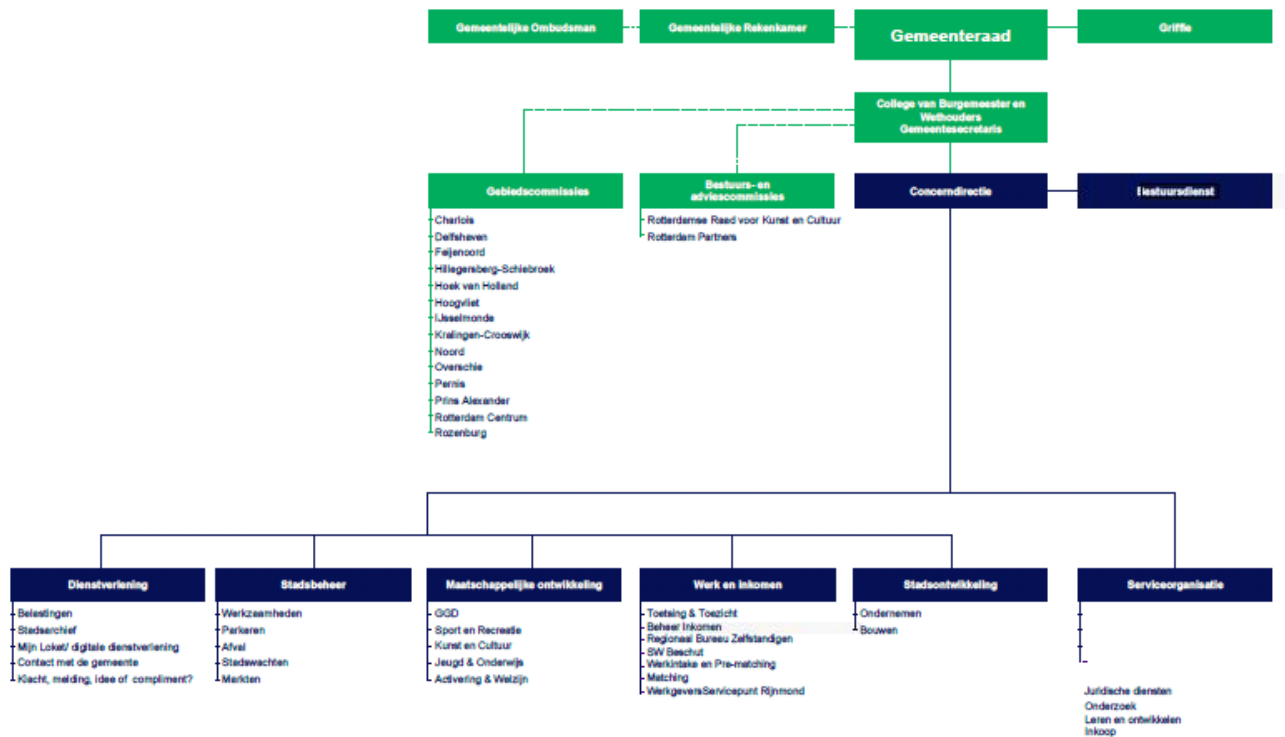 Gemeentelijke Ombudsman
Gemeentelijke Rekenkamer
Gemeenteraad
Griffie
College van Burgemeester en
Wethouders
Gemeentesecretaris
Gebiedscommissies
Bestuurs- en
adviescommissies
Concerndirectie
Bestuursdienst
Charlois
Delfshaven
Feijenoord
Hillegersberg-Schiebroek
Hoek van Holland
Hoogvliet
IJsselmonde
Kralingen-Crooswijk
Noord
Overschie
Pernis
Prins Alexander
Rotterdam Centrum
Rozenburg
Rotterdamse Raad voor Kunst en Cultuur
Rotterdam Partners
Dienstverlening
Belastingen
Stadsarchief
Mijn Loket/ digitale dienstverlening
Contact met de gemeente
Klacht, melding, idee of compliment?
Stadsbeheer
Werkzaamheden
Parkeren
Afval
Stadswachten
Markten
Maatschappelijke ontwikkeling
GGD
Sport en Recreatie
Kunst en Cultuur
Jeugd & Onderwijs
Activering & Welzijn
Werk en inkomen
Toetsing & Toezicht
Beheer Inkomen
Regionaal Bureau Zelfstandigen
SW Beschut
Werkintake en Pre-matching
Matching
WerkgeversServicepunt Rijnmond
Stadsontwikkeling
Ondernemen
Bouwen
Serviceorganisatie
Juridische diensten
Onderzoek
Leren en ontwikkelen
Inkoop